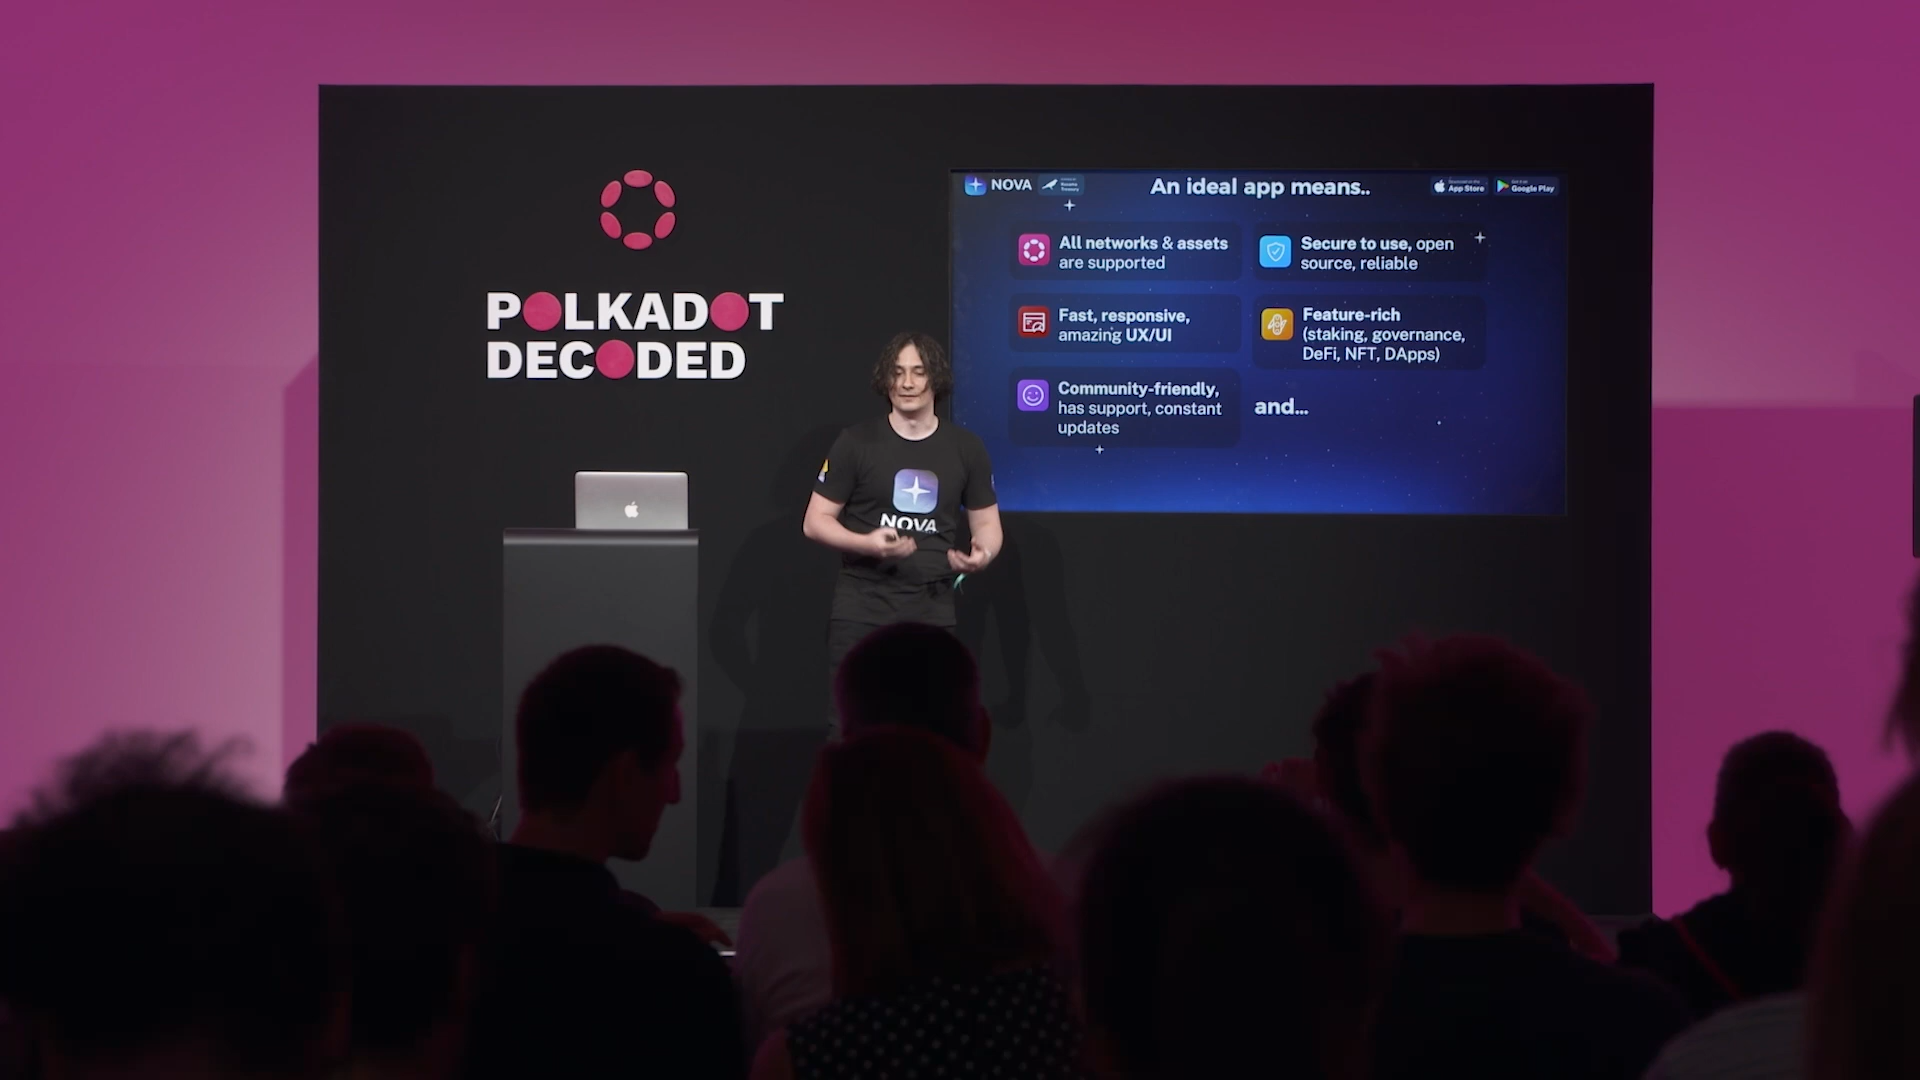 POLKADOT
DECODED
NOVA
An ideal app means..
App Store
Google Play
All networks & assets
are supported
Secure to use, open
source, reliable
Fast, responsive,
amazing UX/UI
Feature-rich
(staking, governance,
DeFi, NFT, DApps)
Community-friendly,
has support, constant
updates
and...
NOVA